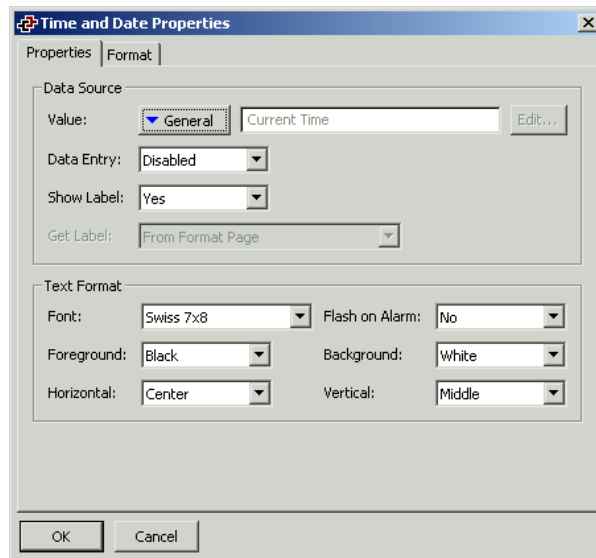 Time and Date Properties
Properties Format
Data Source
Value: General Current Time Edit...
Data Entry: Disabled
Show Label: Yes
Get Label: From Format Page
Text Format
Font: Swiss 7x8 Flash on Alarm: No
Foreground: Black Background: White
Horizontal: Center Vertical: Middle
OK Cancel